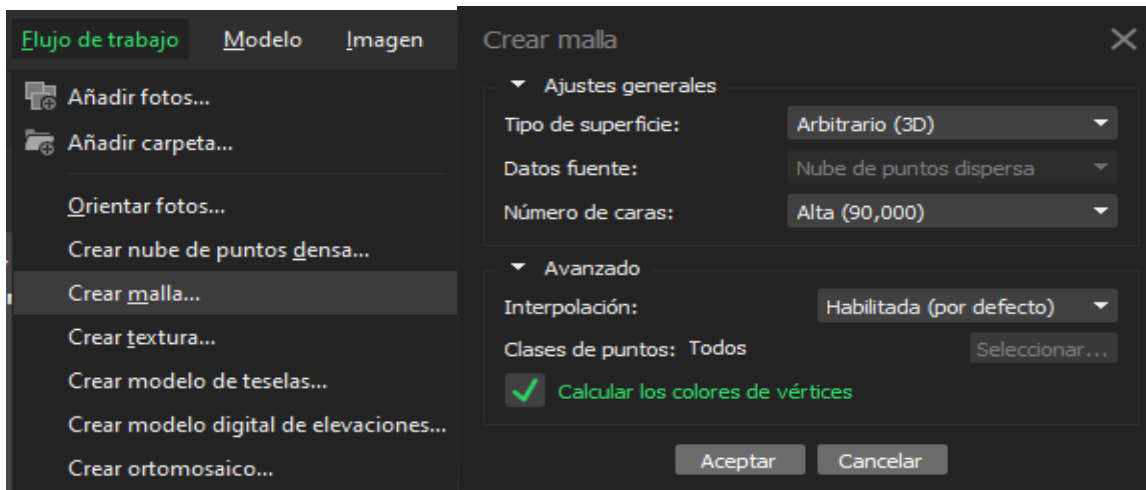 Flujo de trabajo Modelo Imagen
Añadir fotos...
Añadir carpeta...
Orientar fotos...
Crear nube de puntos densa...
Crear malla...
Crear textura...
Crear modelo de teselas...
Crear modelo digital de elevaciones...
Crear ortomosaico...
Crear malla
Ajustes generales
Tipo de superficie: Arbitrario (3D)
Datos fuente: Nube de puntos dispersa
Número de caras: Alta (90,000)
Avanzado
Interpolación: Habilitada (por defecto)
Clases de puntos: Todos Seleccionar...
Calcular los colores de vértices
Aceptar Cancelar